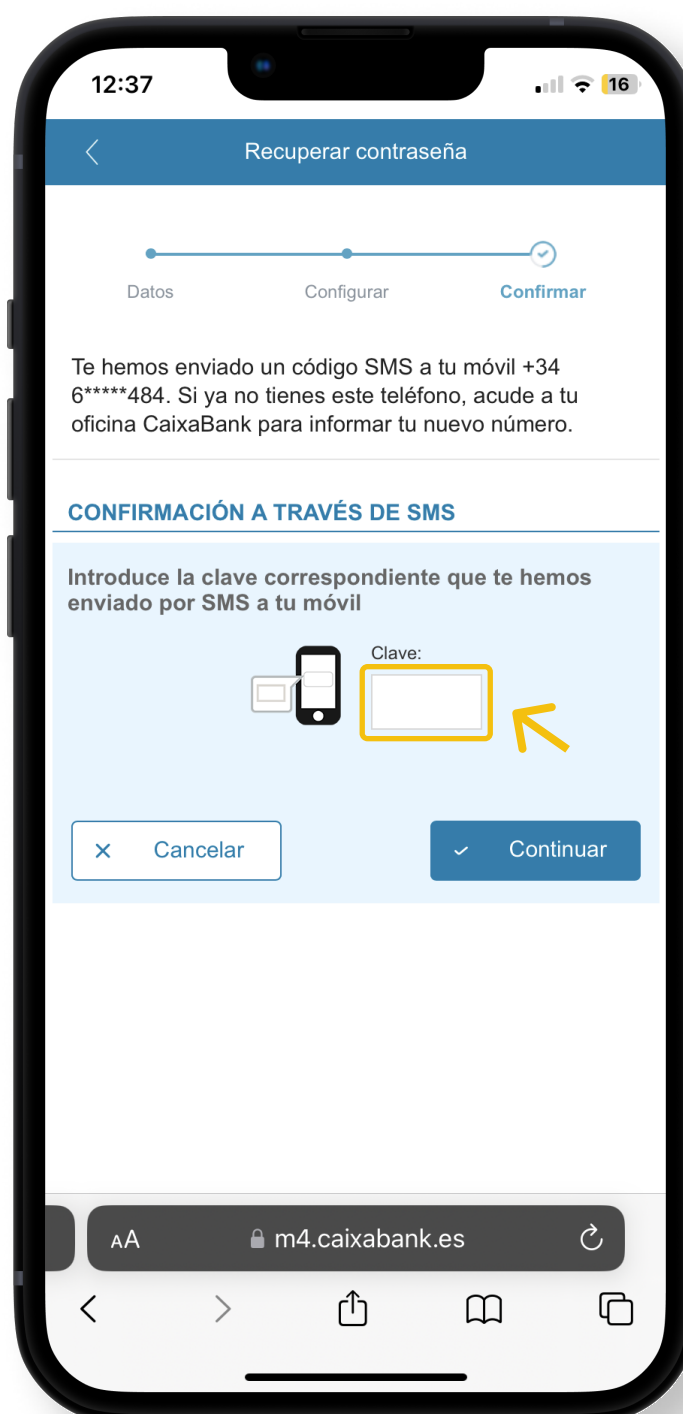 12:37
16
Recuperar contraseña
Datos
Configurar
Confirmar
Te hemos enviado un código SMS a tu móvil +34
6*****484. Si ya no tienes este teléfono, acude a tu
oficina CaixaBank para informar tu nuevo número.
CONFIRMACIÓN A TRAVÉS DE SMS
Introduce la clave correspondiente que te hemos
enviado por SMS a tu móvil
Clave:
Cancelar
Continuar
AA
m4.caixabank.es